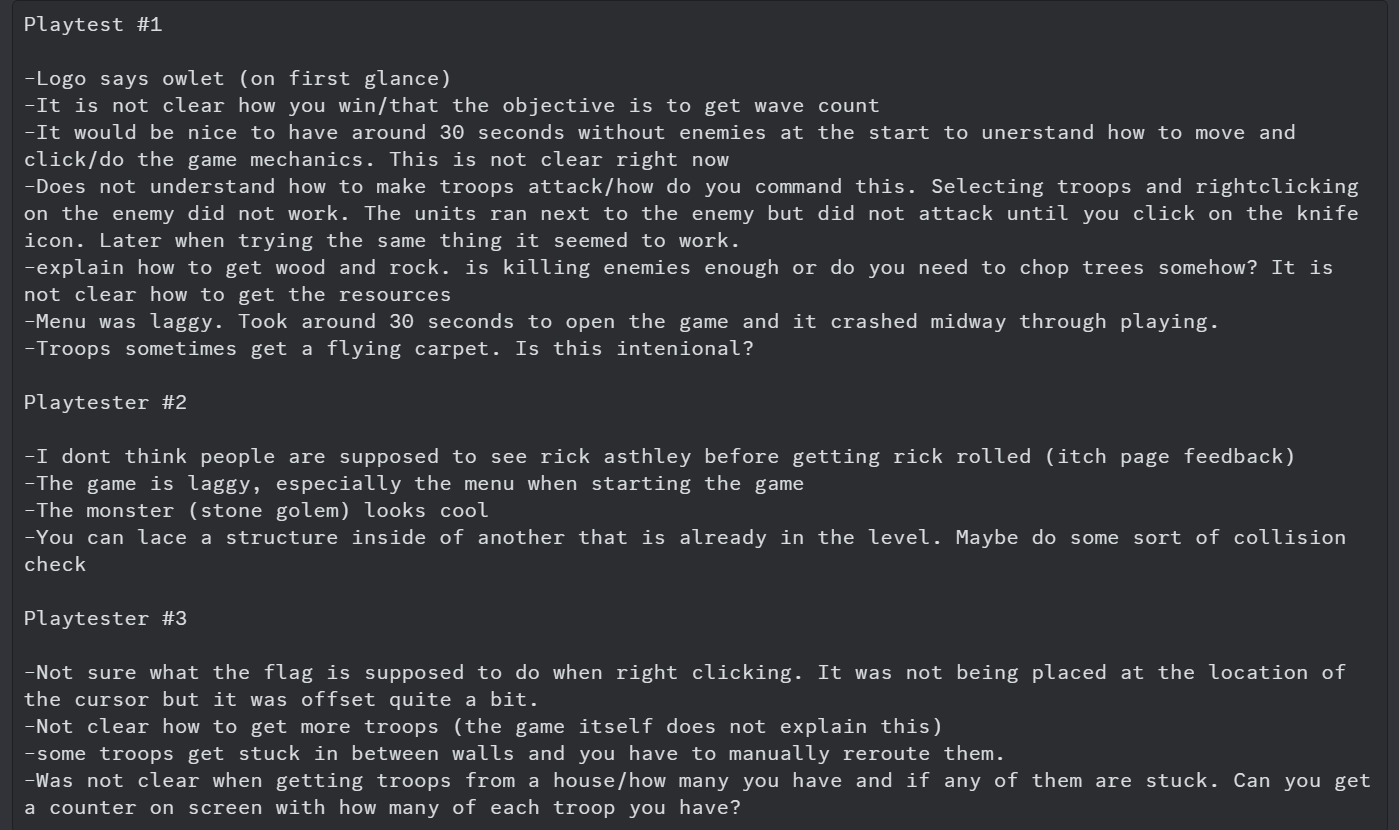 Playtest #1
-Logo says owlet (on first glance)
-It is not clear how you win/that the objective is to get wave count
-It would be nice to have around 30 seconds without enemies at the start to unerstand how to move and
click/do the game mechanics. This is not clear right now
-Does not understand how to make troops attack/how do you command this. Selecting troops and rightclicking
on the enemy did not work. The units ran next to the enemy but did not attack until you click on the knife
icon. Later when trying the same thing it seemed to work.
-explain how to get wood and rock. is killing enemies enough or do you need to chop trees somehow? It is
not clear how to get the resources
-Menu was laggy. Took around 30 seconds to open the game and it crashed midway through playing.
-Troops sometimes get a flying carpet. Is this intenional?
Playtester #2
-I dont think people are supposed to see rick asthley before getting rick rolled (itch page feedback)
-The game is laggy, especially the menu when starting the game
-The monster (stone golem) looks cool
-You can lace a structure inside of another that is already in the level. Maybe do some sort of collision
check
Playtester #3
-Not sure what the flag is supposed to do when right clicking. It was not being placed at the location of
the cursor but it was offset quite a bit.
-Not clear how to get more troops (the game itself does not explain this)
-some troops get stuck in between walls and you have to manually reroute them.
-Was not clear when getting troops from a house/how many you have and if any of them are stuck. Can you get
a counter on screen with how many of each troop you have?